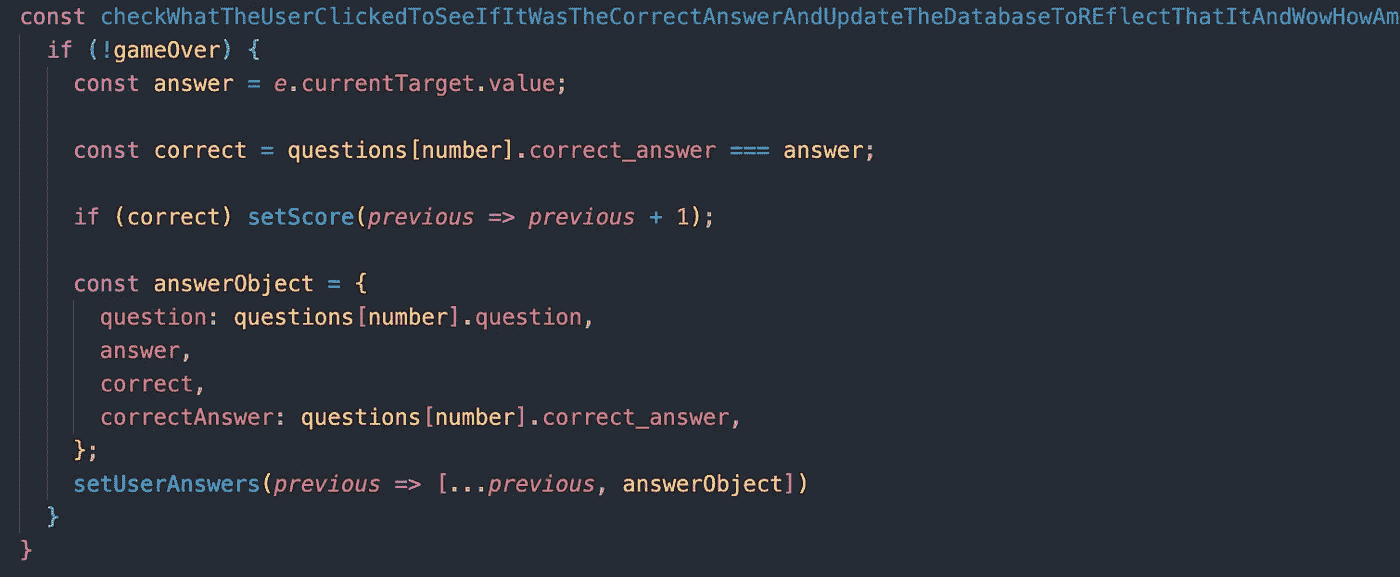 const checkWhatTheUserClickedToSeeIfItWasTheCorrectAnswerAndUpdateTheDatabaseToREflectThatItAndWowHowAm
if (!gameOver) {
const answer = e.currentTarget.value;
const correct = questions[number].correct_answer === answer;
if (correct) setScore(previous => previous + 1);
const answerObject = {
question: questions[number].question,
answer,
correct,
correctAnswer: questions[number].correct_answer,
};
setUserAnswers(previous => [...previous, answerObject])
}
}